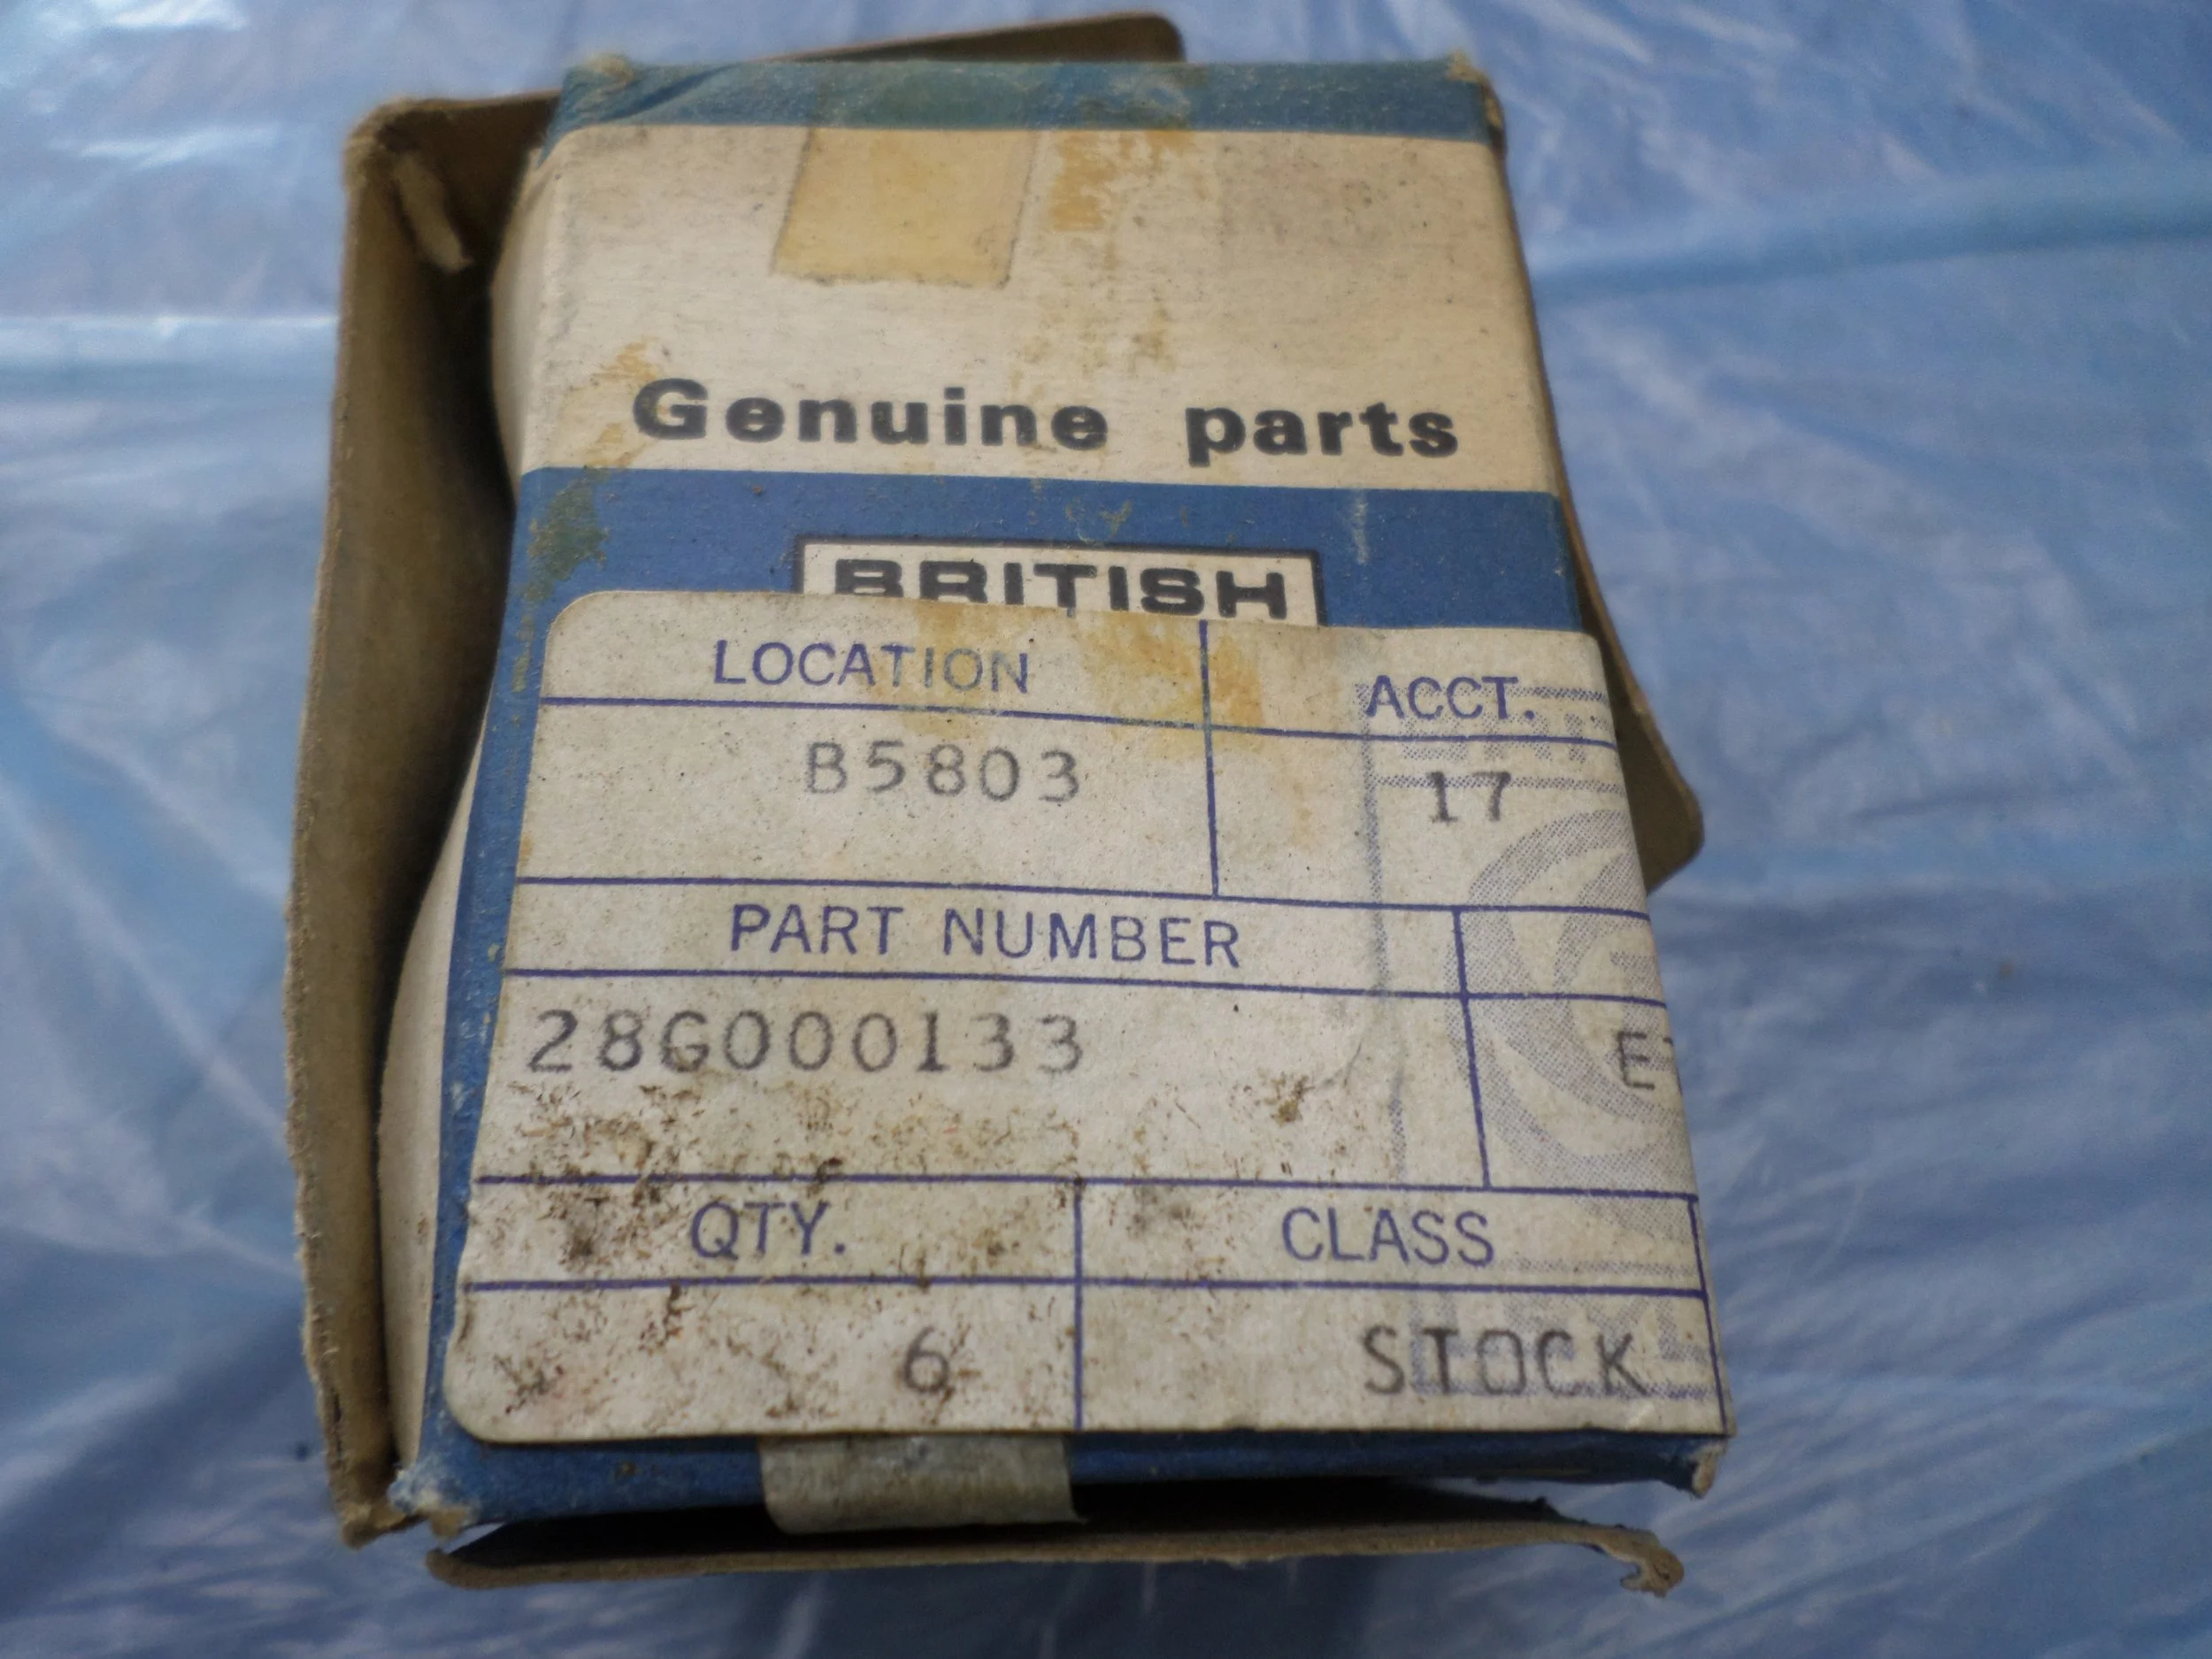 Genuine parts
BRITISH
LOCATION ACCT.
B5803 17
PART NUMBER
28G000133 E
QTY. CLASS
6 STOCK